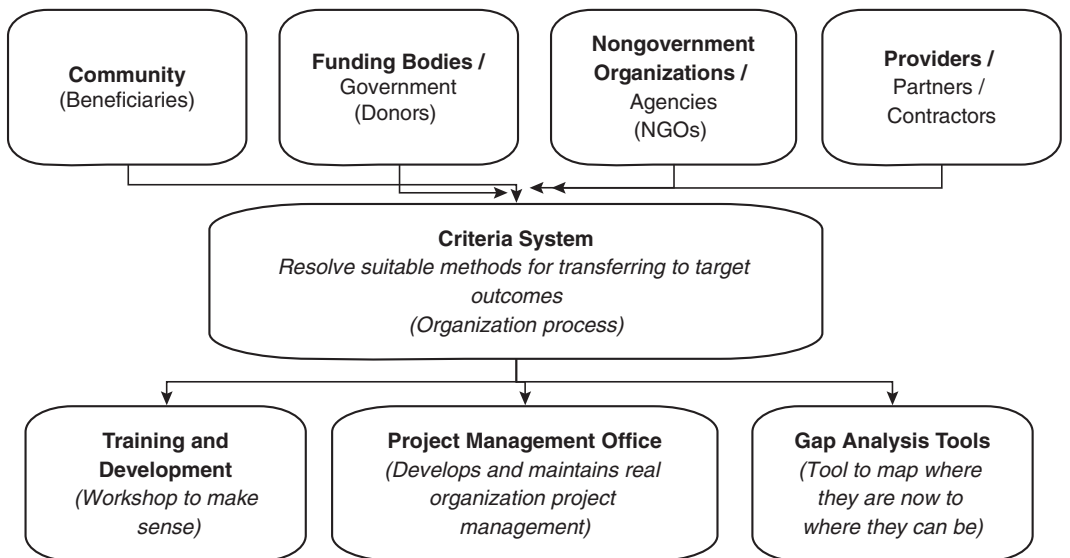 Community
(Beneficiaries)
Funding Bodies /
Government
(Donors)
Nongovernment
Organizations /
Agencies
(NGOs)
Providers /
Partners /
Contractors
Criteria System
Resolve suitable methods for transferring to target
outcomes
(Organization process)
Training and
Development
(Workshop to make
sense)
Project Management Office
(Develops and maintains real
organization project
management)
Gap Analysis Tools
(Tool to map where
they are now to
where they can be)